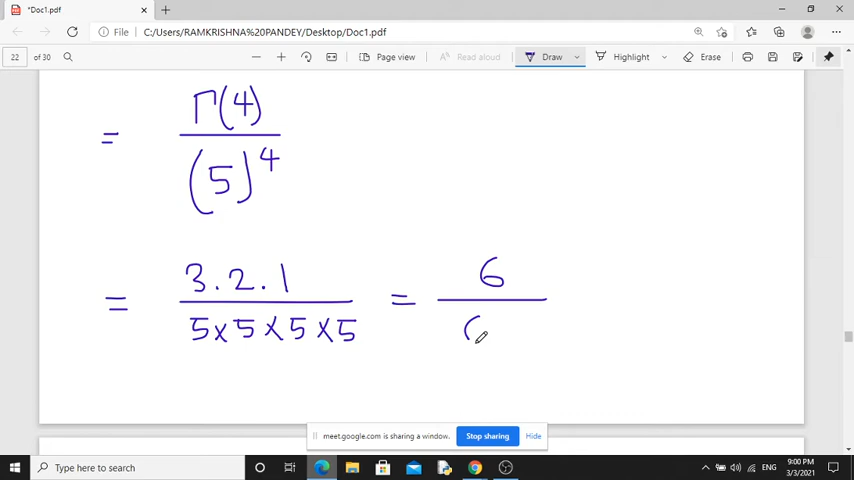 *Doc1.pdf
File
C:/Users/RAMKRISHNA%20PANDEY/Desktop/Doc1.pdf
22 of 30
Page view
Read aloud
Draw
Highlight
Erase
= Γ(4)
(5)^4
= 3.2.1 = 6
5×5×5×5
meet.google.com is sharing a window.
Stop sharing
Hide
Type here to search
ENG
9:00 PM
3/3/2021